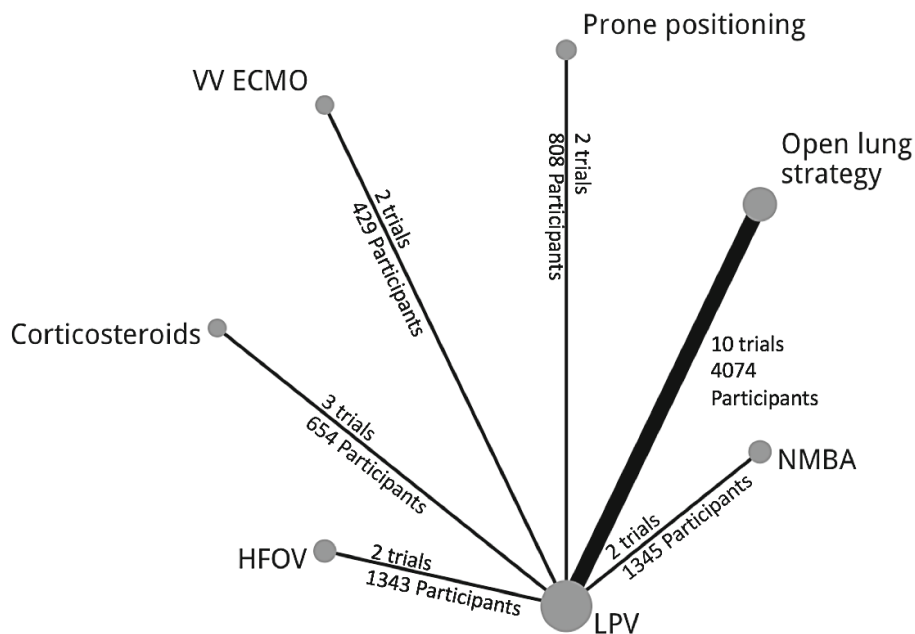 Prone positioning
VV ECMO
2 trials
808 Participants
Open lung
strategy
2 trials
429 Participants
Corticosteroids
10 trials
4074
Participants
3 trials
654 Participants
NMBA
HFOV
2 trials
1343 Participants
2 trials
1345 Participants
LPV